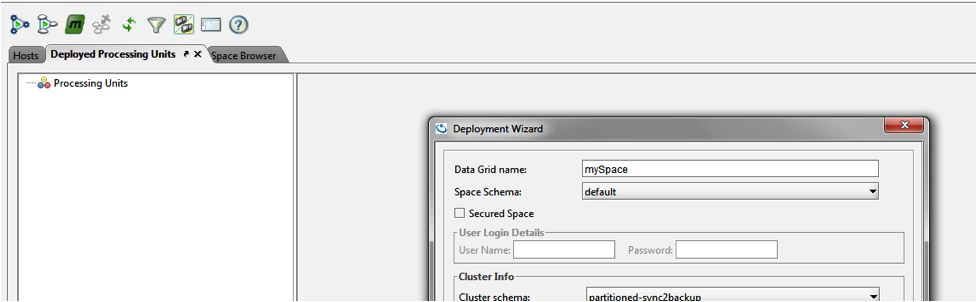 Hosts Deployed Processing Units Space Browser
Processing Units
Deployment Wizard
Data Grid name: mySpace
Space Schema: default
Secured Space
User Login Details
User Name: Password:
Cluster Info
Cluster schema: partitioned-sync2backup